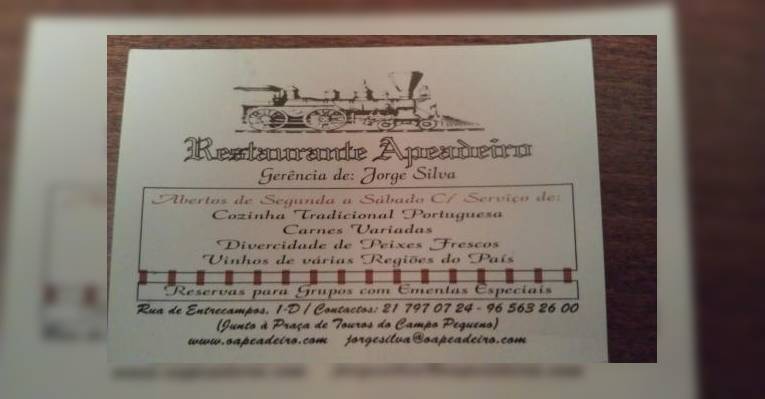 Restaurante Apeadeiro
Gerência de: Jorge Silva
Abertos de Segunda a Sábado C/ Serviço de:
Cozinha Tradicional Portuguesa
Carnes Variadas
Divercidade de Peixes Frescos
Vinhos de várias Regiões do País
Reservas para Grupos com Ementas Especiais
Rua de Entrecampos, 1-D / Contactos: 21 797 07 24 - 96 563 26 00
(Junto à Praça de Touros do Campo Pequeno)
www.oapeadeiro.com jorgesilva@oapeadeiro.com